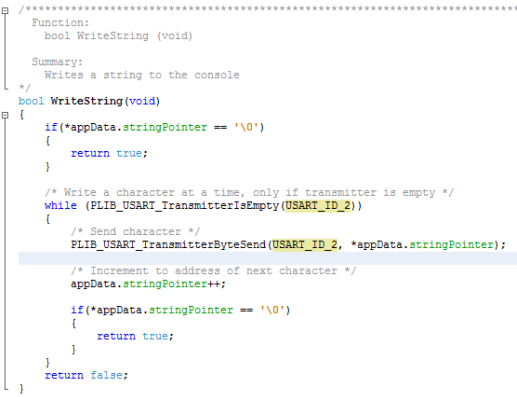 /*******************************************************************************
Function:
bool WriteString (void)
Summary:
Writes a string to the console
*/
bool WriteString(void)
{
if(*appData.stringPointer == '\0')
{
return true;
}
/* Write a character at a time, only if transmitter is empty */
while (PLIB_USART_TransmitterIsEmpty(USART_ID_2))
{
/* Send character */
PLIB_USART_TransmitterByteSend(USART_ID_2, *appData.stringPointer);
/* Increment to address of next character */
appData.stringPointer++;
if(*appData.stringPointer == '\0')
{
return true;
}
}
return false;
}